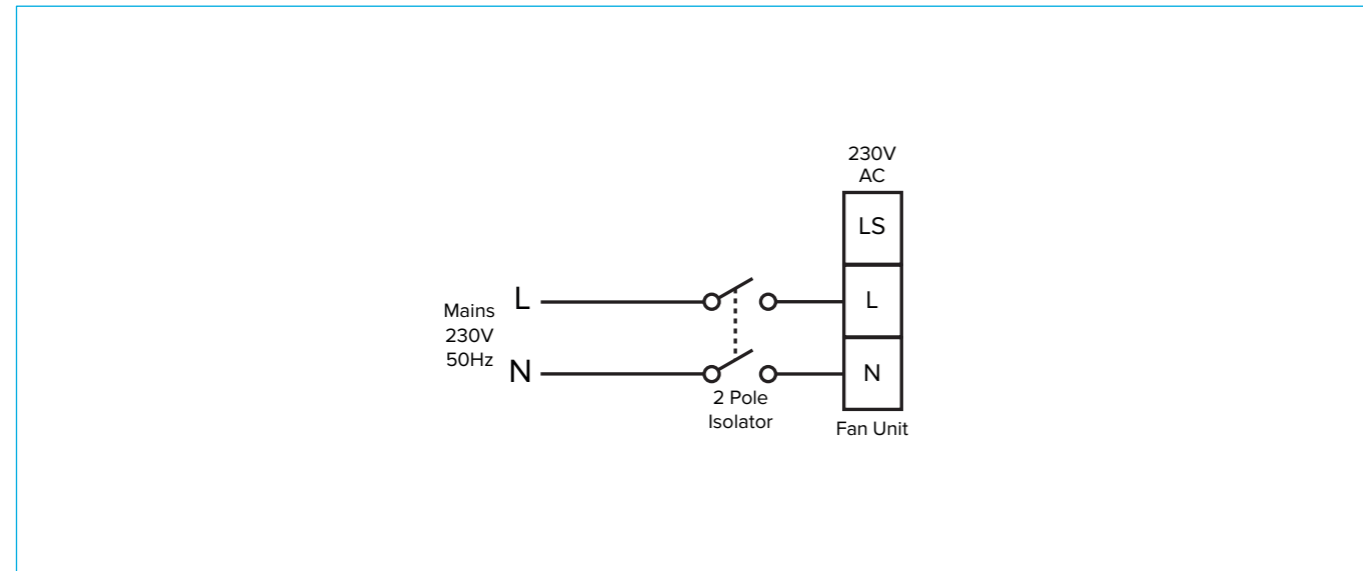 230V
AC
LS
L
L
Mains
230V
50Hz
N
N
2 Pole
Isolator
Fan Unit